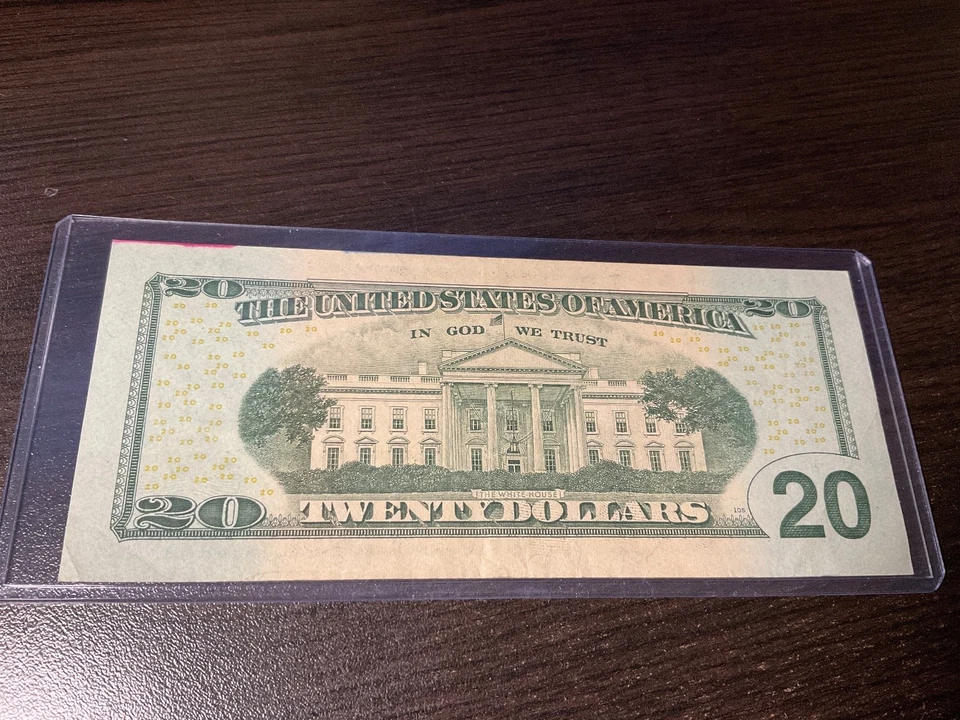 20 20
THE UNITED STATES OF AMERICA
IN GOD WE TRUST
THE WHITE HOUSE
20 TWENTY DOLLARS 20